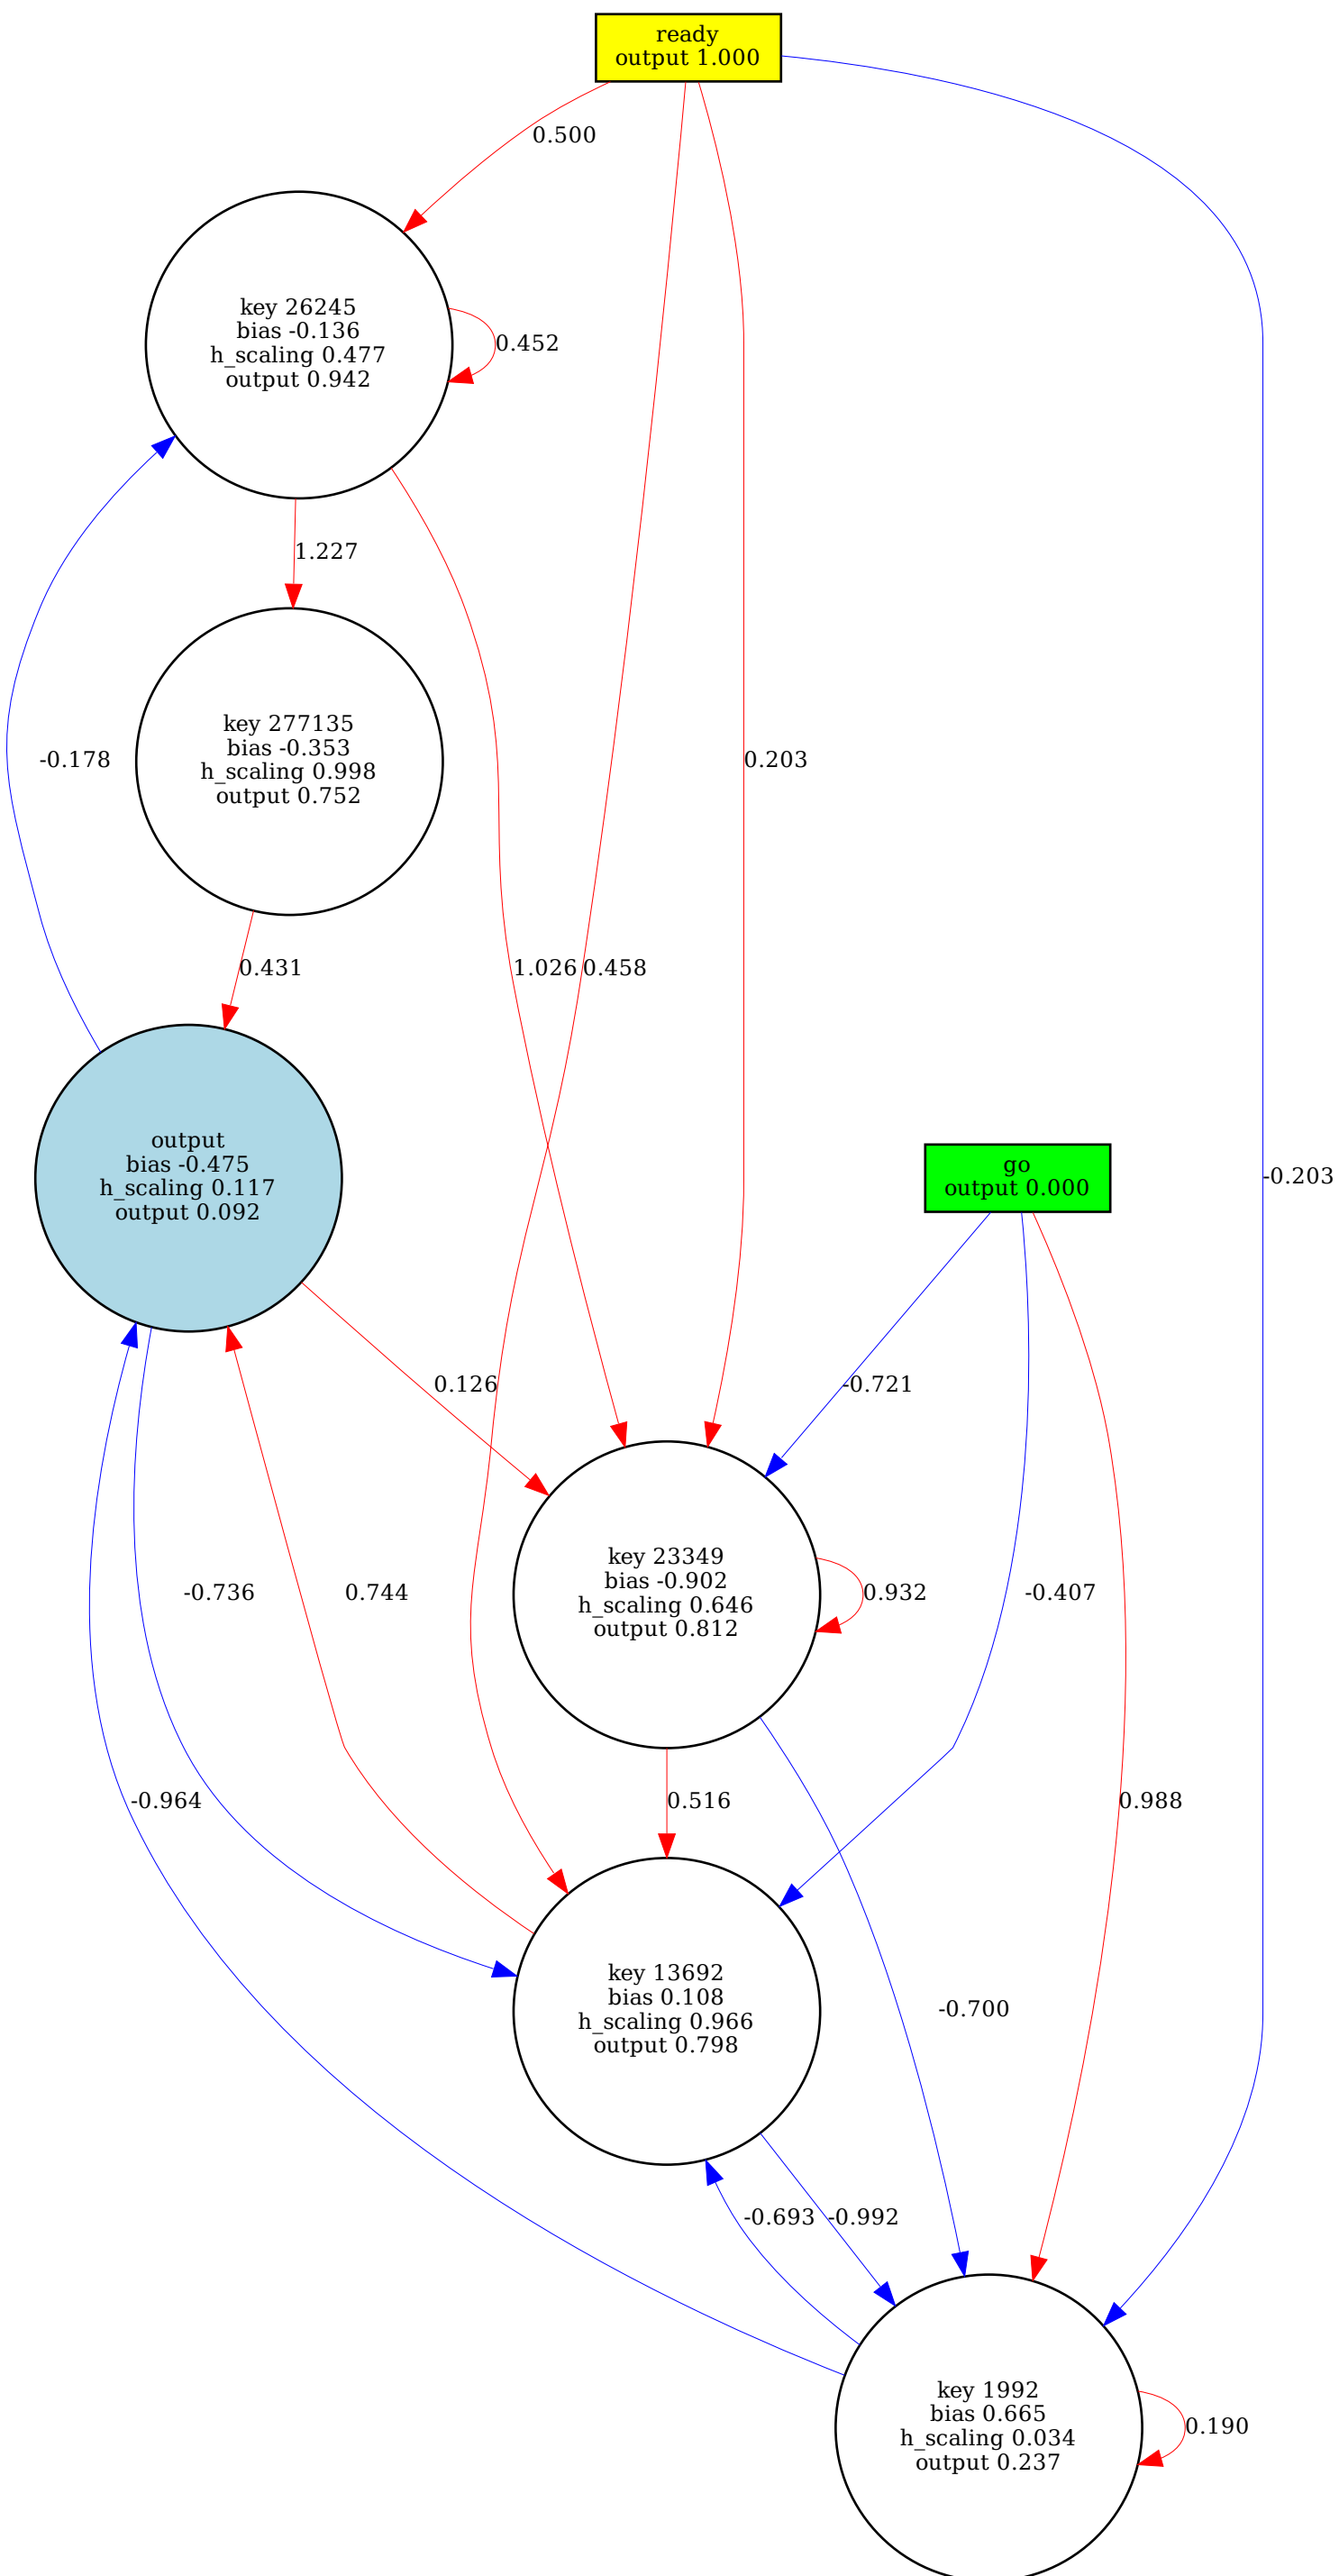 ready
output 1.000
0.500
key 26245
bias -0.136
h_scaling 0.477
output 0.942
0.452
1.227
key 277135
bias -0.353
h_scaling 0.998
output 0.752
-0.178
0.203
0.431
1.026
0.458
output
bias -0.475
h_scaling 0.117
output 0.092
go
output 0.000
-0.203
0.126
-0.721
key 23349
bias -0.902
h_scaling 0.646
output 0.812
-0.736
0.744
0.932
-0.407
-0.964
0.516
0.988
key 13692
bias 0.108
h_scaling 0.966
output 0.798
-0.700
-0.693
-0.992
key 1992
bias 0.665
h_scaling 0.034
output 0.237
0.190